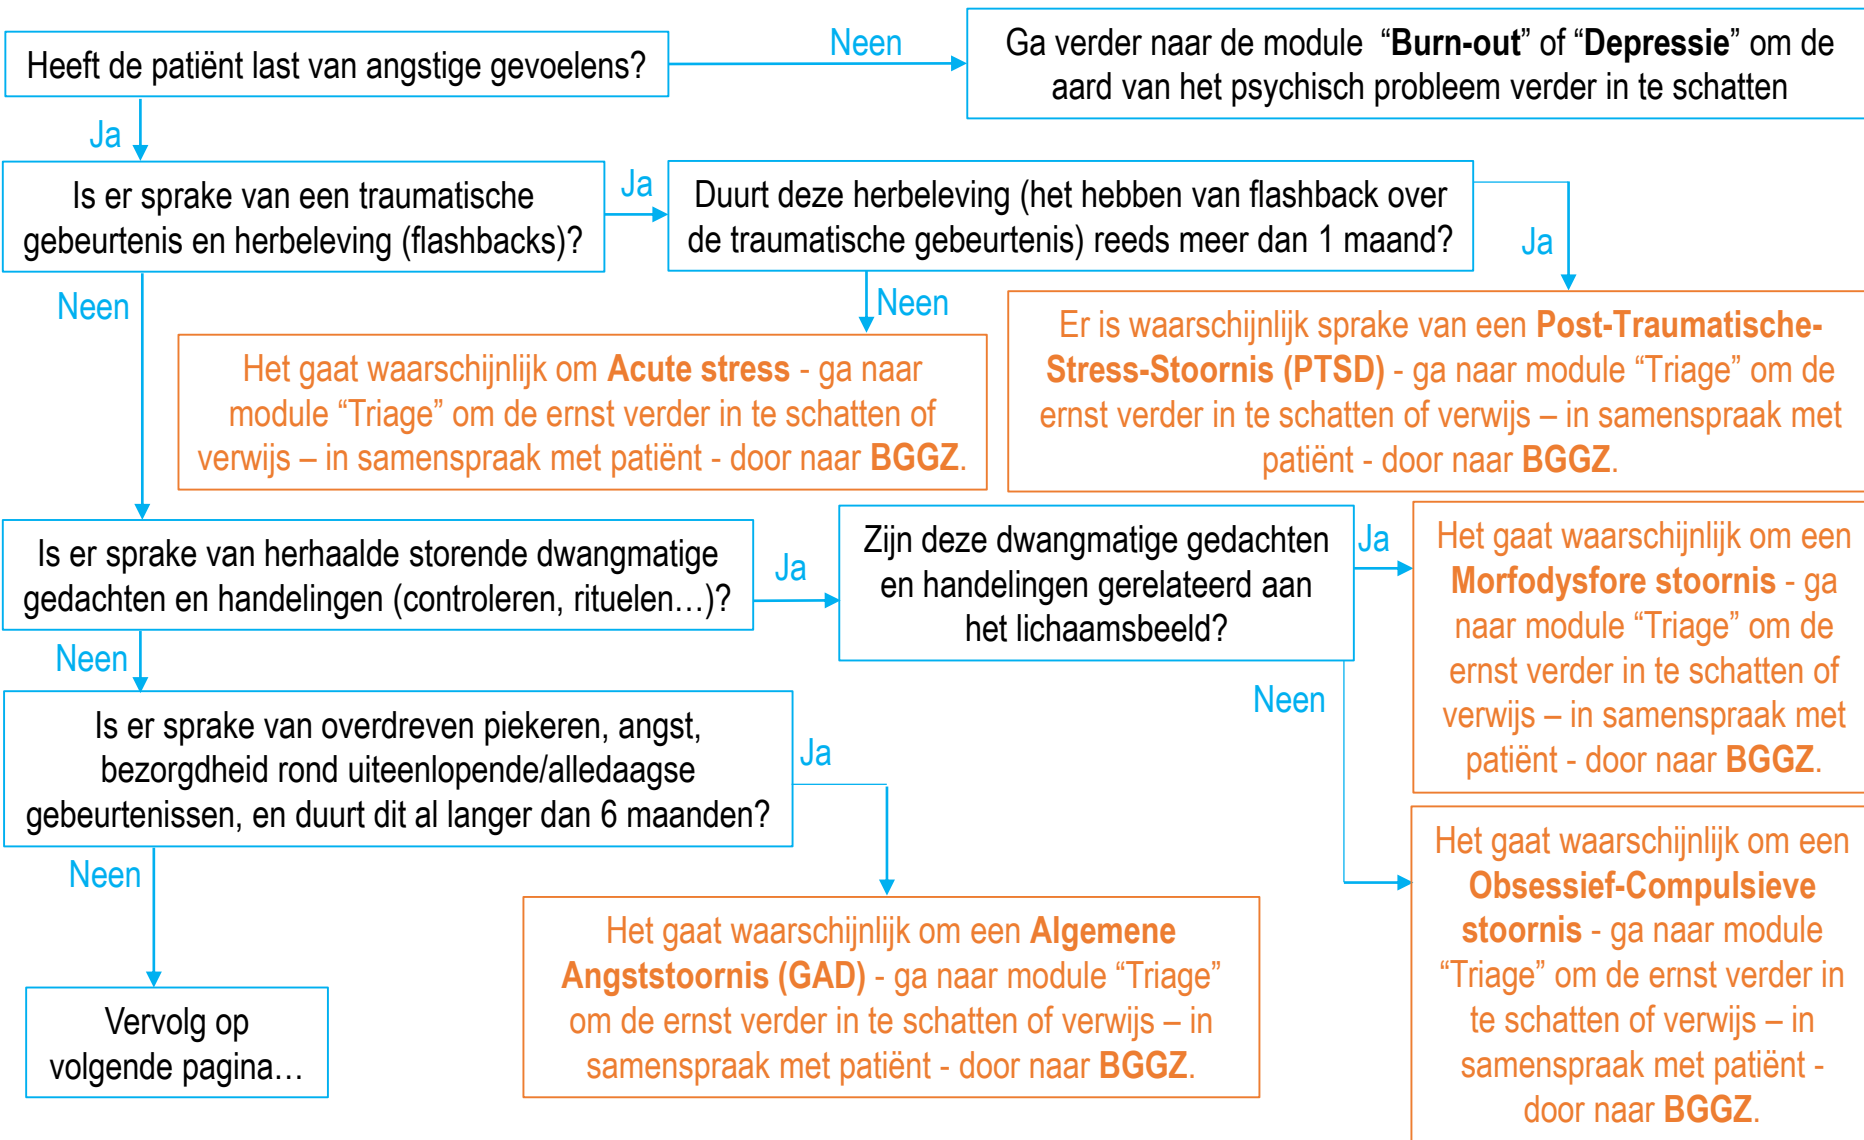 Heeft de patiënt last van angstige gevoelens?
Neen
Ga verder naar de module “Burn-out” of “Depressie” om de
aard van het psychisch probleem verder in te schatten
Ja
Is er sprake van een traumatische
gebeurtenis en herbeleving (flashbacks)?
Ja
Duurt deze herbeleving (het hebben van flashback over
de traumatische gebeurtenis) reeds meer dan 1 maand?
Ja
Neen
Neen
Het gaat waarschijnlijk om Acute stress - ga naar
module “Triage” om de ernst verder in te schatten of
verwijs – in samenspraak met patiënt - door naar BGGZ.
Er is waarschijnlijk sprake van een Post-Traumatische-
Stress-Stoornis (PTSD) - ga naar module “Triage” om de
ernst verder in te schatten of verwijs – in samenspraak met
patiënt - door naar BGGZ.
Is er sprake van herhaalde storende dwangmatige
gedachten en handelingen (controleren, rituelen…)?
Ja
Zijn deze dwangmatige gedachten
en handelingen gerelateerd aan
het lichaamsbeeld?
Ja
Het gaat waarschijnlijk om een
Morfodysfore stoornis - ga
naar module “Triage” om de
ernst verder in te schatten of
verwijs – in samenspraak met
patiënt - door naar BGGZ.
Neen
Neen
Is er sprake van overdreven piekeren, angst,
bezorgdheid rond uiteenlopende/alledaagse
gebeurtenissen, en duurt dit al langer dan 6 maanden?
Ja
Neen
Het gaat waarschijnlijk om een
Obsessief-Compulsieve
stoornis - ga naar module
“Triage” om de ernst verder in
te schatten of verwijs – in
samenspraak met patiënt -
door naar BGGZ.
Het gaat waarschijnlijk om een Algemene
Angststoornis (GAD) - ga naar module “Triage”
om de ernst verder in te schatten of verwijs – in
samenspraak met patiënt - door naar BGGZ.
Vervolg op
volgende pagina…